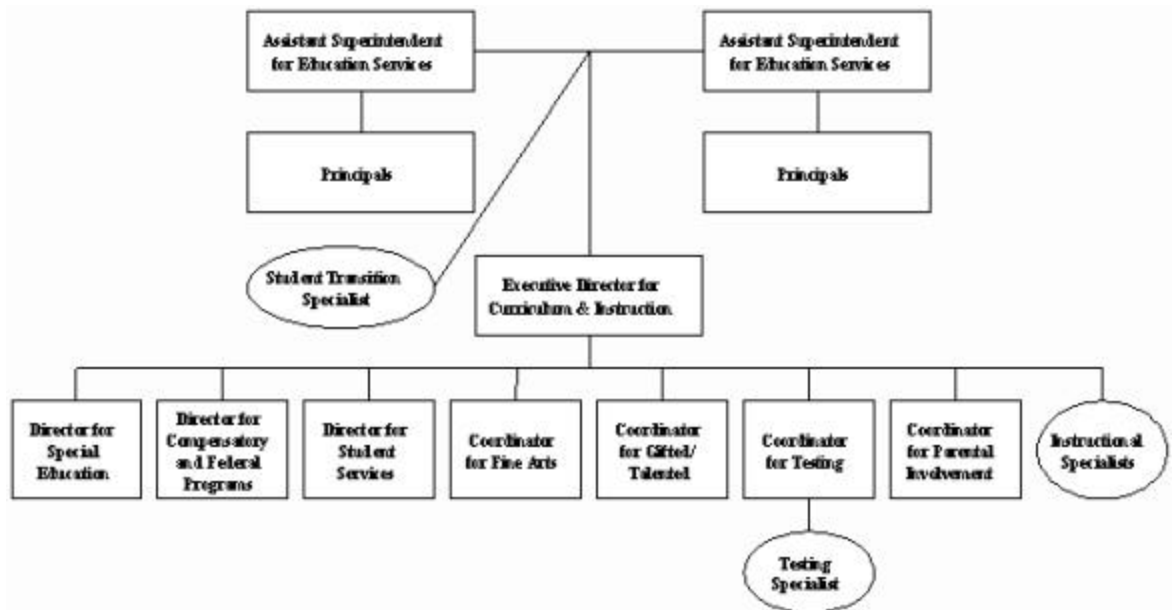 Assistant Superintendent
for Education Services
Assistant Superintendent
for Education Services
Principals
Principals
Student Transition
Specialist
Executive Director for
Curriculum & Instruction
Director for
Special
Education
Director for
Compensatory
and Federal
Programs
Director for
Student
Services
Coordinator
for Fine Arts
Coordinator
for Gifted/
Talented
Coordinator
for Testing
Coordinator
for Parental
Involvement
Instructional
Specialists
Testing
Specialist